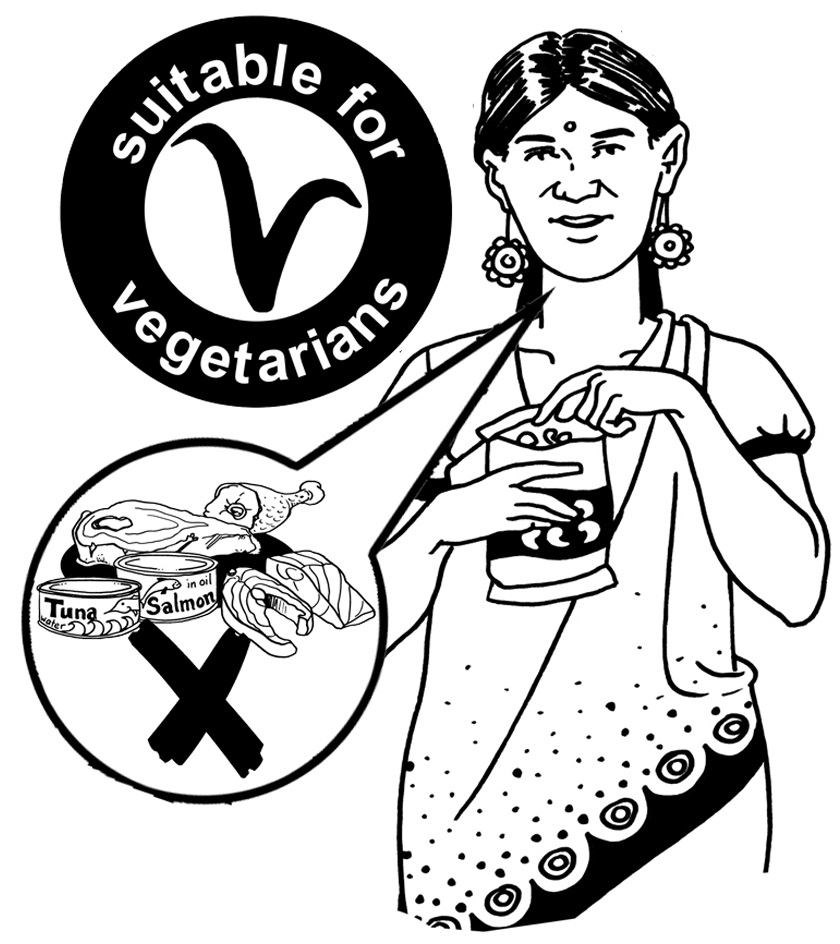 suitable for
V
vegetarians
Tuna
water
in oil
Salmon